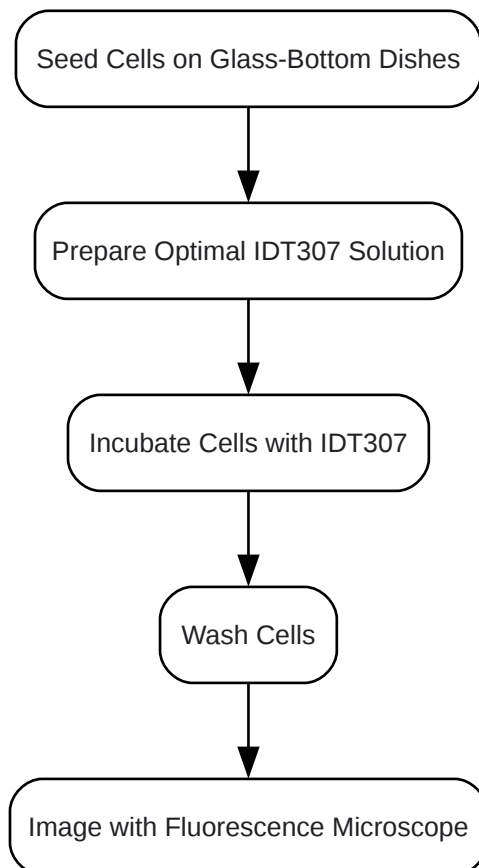 Seed Cells on Glass-Bottom Dishes
Prepare Optimal IDT307 Solution
Incubate Cells with IDT307
Wash Cells
Image with Fluorescence Microscope